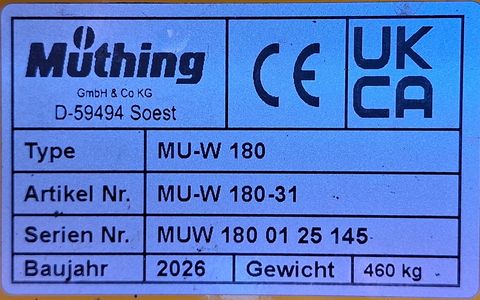 Müthing
GmbH & Co KG
D-59494 Soest
CE
UK
CA
Type MU-W 180
Artikel Nr. MU-W 180-31
Serien Nr. MUW 180 01 25 145
Baujahr 2026 Gewicht 460 kg